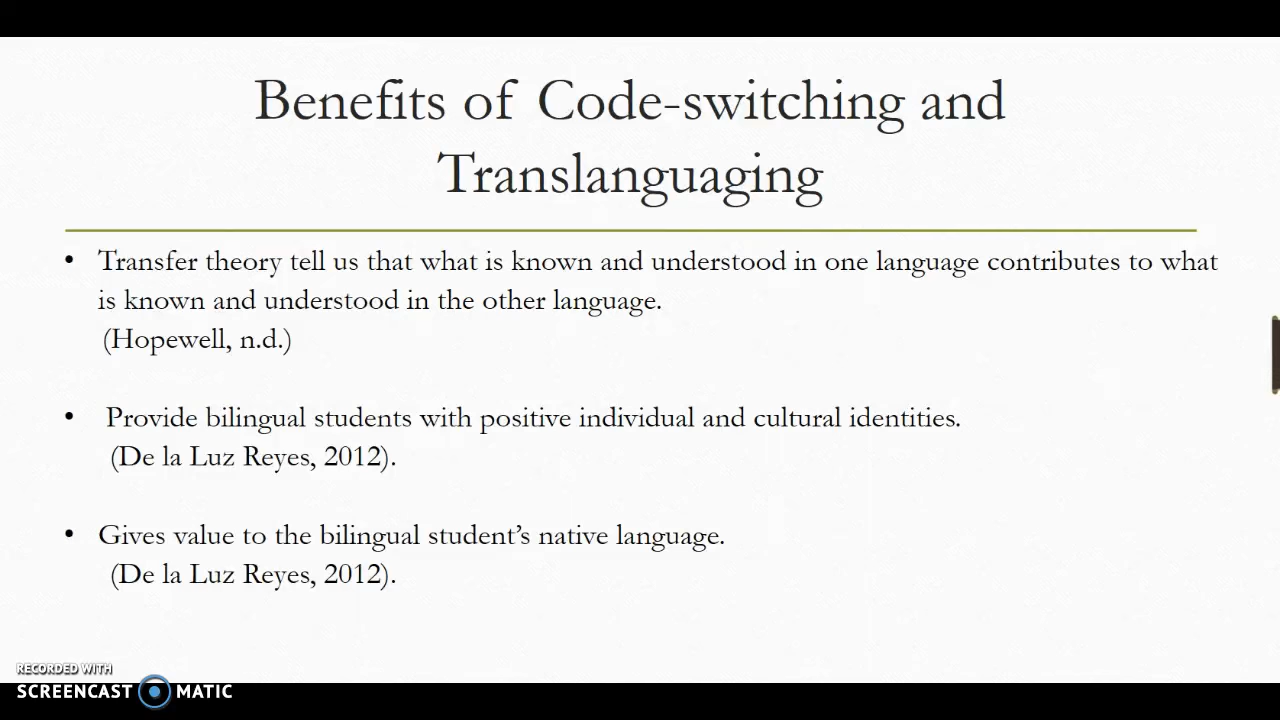 Benefits of Code-switching and
Translanguaging
• Transfer theory tell us that what is known and understood in one language contributes to what
is known and understood in the other language.
(Hopewell, n.d.)
• Provide bilingual students with positive individual and cultural identities.
(De la Luz Reyes, 2012).
• Gives value to the bilingual student’s native language.
(De la Luz Reyes, 2012).
RECORDED WITH
SCREENCAST MATIC